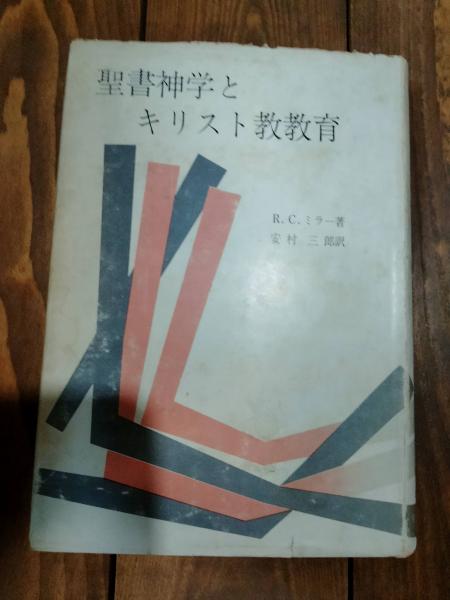 聖書神学と
キリスト教教育
R.C.ミラー著
安村三郎訳